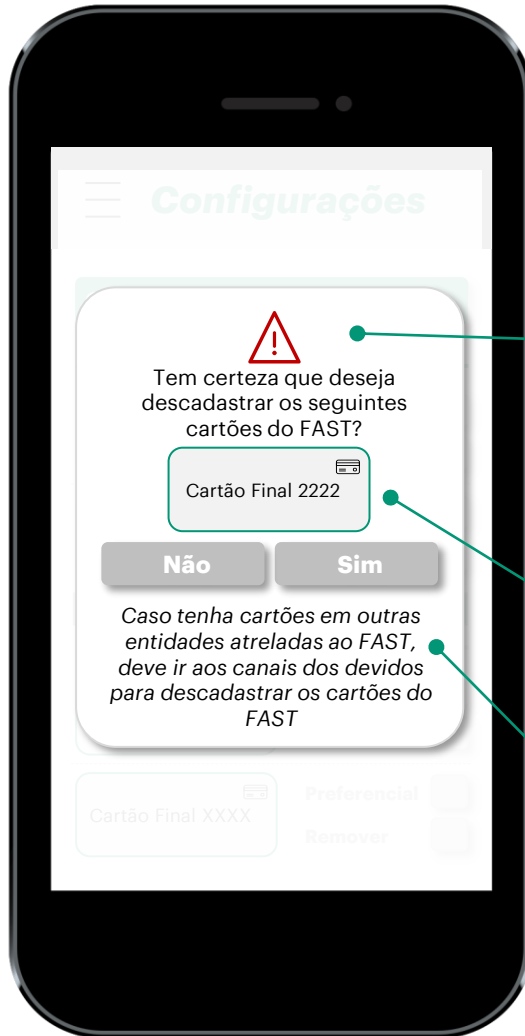 Configurações
Tem certeza que deseja
descadastrar os seguintes
cartões do FAST?
Cartão Final 2222
Não
Sim
Caso tenha cartões em outras
entidades atreladas ao FAST,
deve ir aos canais dos devidos
para descadastrar os cartões do
FAST
Cartão Final XXXX
Preferencial
Remover